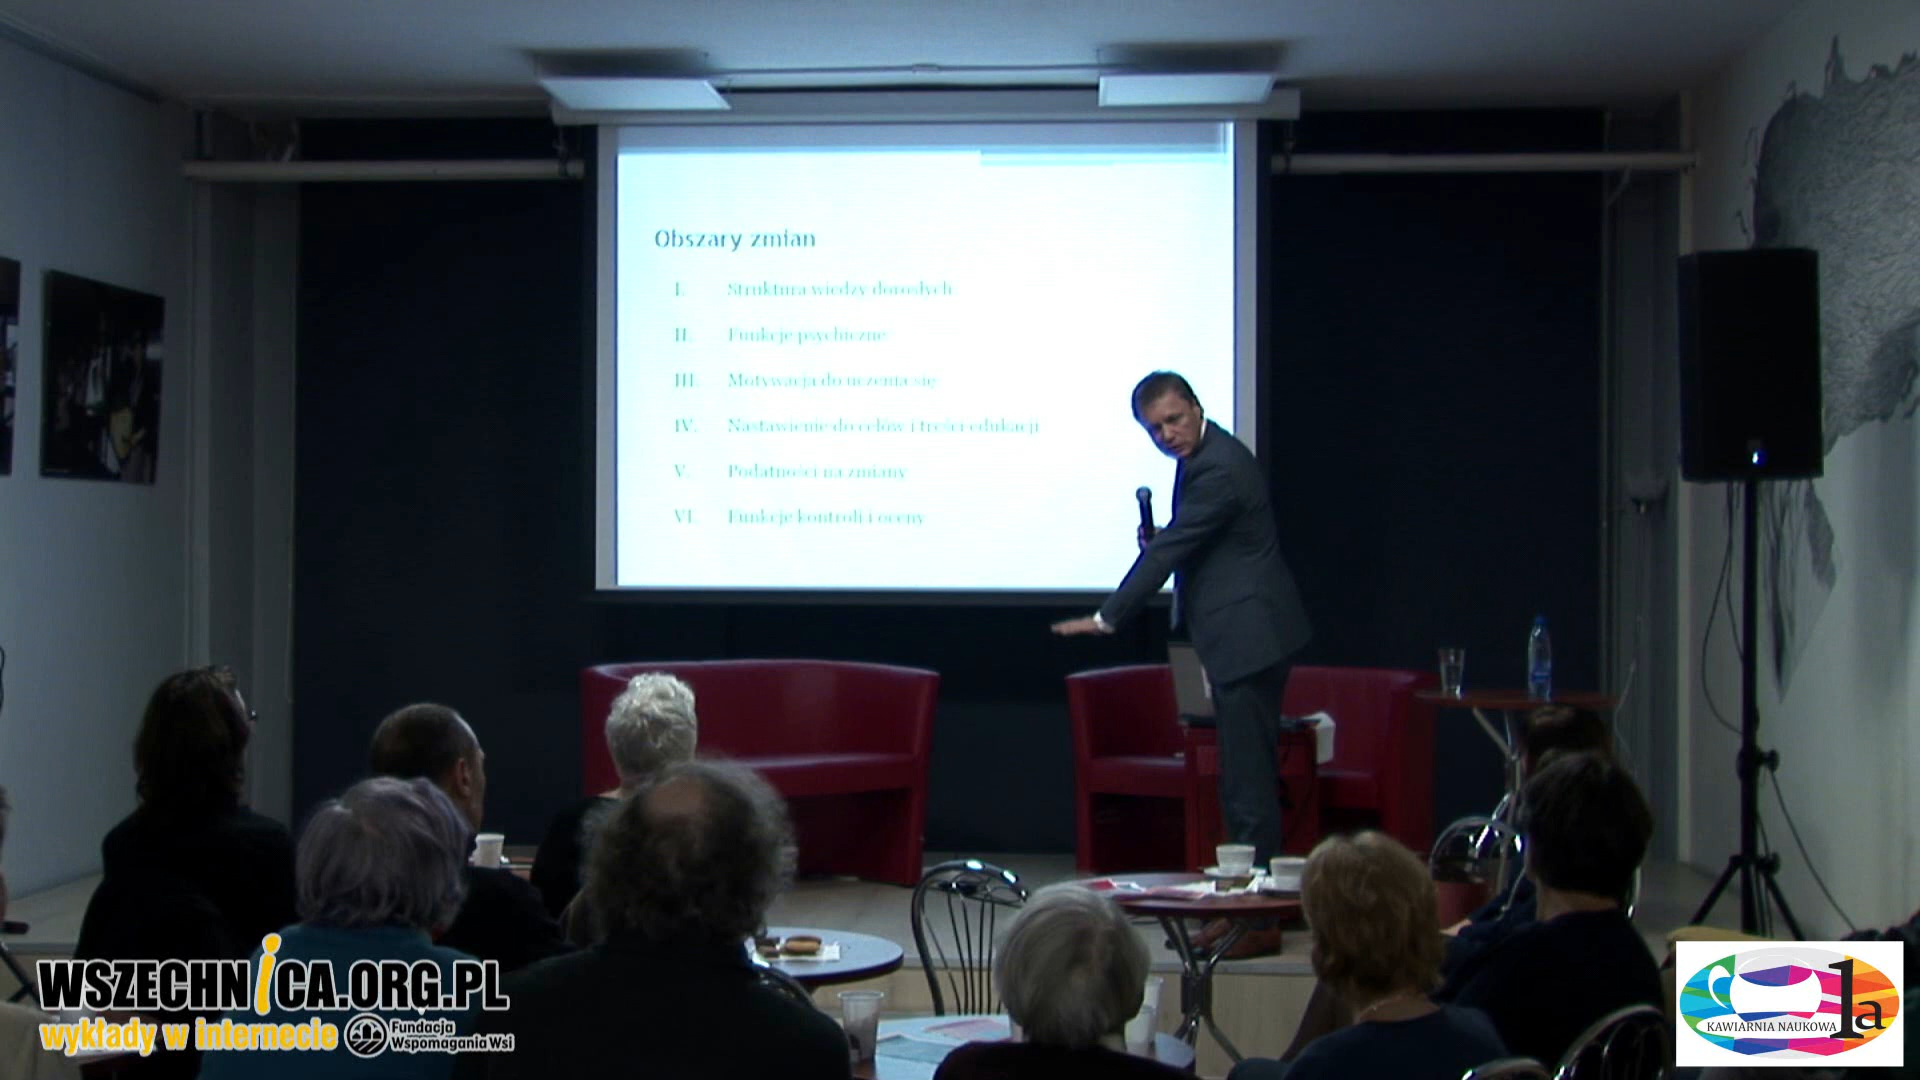 Obszary zmian
I. Struktura wiedzy dorosłych
II. Funkcje psychiczne
III. Motywacja do uczenia się
IV. Nastawienie do celów i treści edukacji
V. Podatności na zmiany
VI. Funkcje kontroli i oceny
WSZECHNiCA.ORG.PL
wykłady w internecie
Fundacja
Wspomagania Wsi
1a
KAWIARNIA NAUKOWA